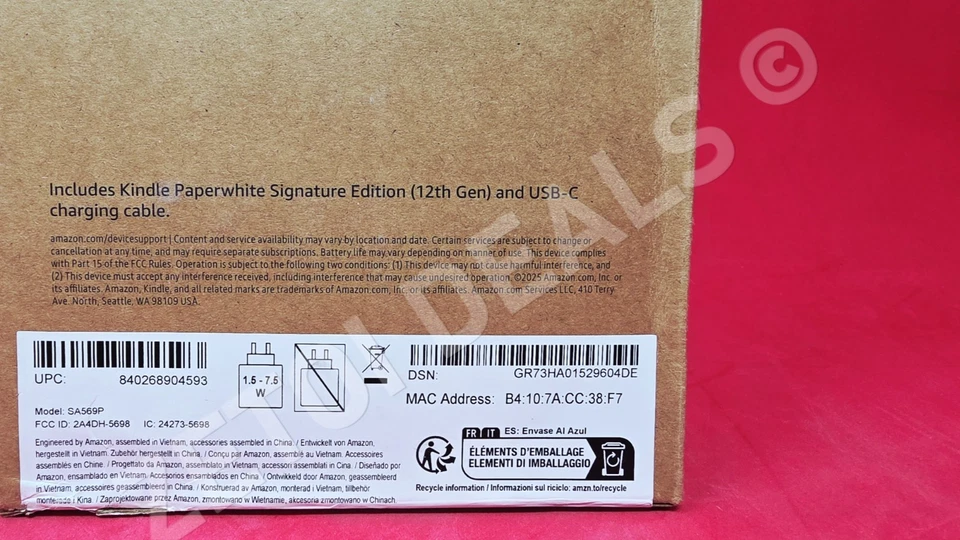 Includes Kindle Paperwhite Signature Edition (12th Gen) and USB-C
charging cable.
amazon.com/devicesupport | Content and service availability may vary by location and date. Certain services are subject to change or
cancellation at any time, and may require separate subscriptions. Battery life may vary depending on manner of use. This device complies
with Part 15 of the FCC Rules. Operation is subject to the following two conditions: (1) This device may not cause harmful interference, and
(2) This device must accept any interference received, including interference that may cause undesired operation. ©2025 Amazon.com, Inc. or
its affiliates. Amazon, Kindle, and all related marks are trademarks of Amazon.com, Inc. or its affiliates. Amazon.com Services LLC, 410 Terry
Ave. North, Seattle, WA 98109 USA.
UPC: 840268904593
1.5 - 7.5
W
DSN: GR73HA01529604DE
MAC Address: B4:10:7A:CC:38:F7
Model: SA569P
FCC ID: 2A4DH-5698 IC: 24273-5698
Engineered by Amazon, assembled in Vietnam, accessories assembled in China. / Entwickelt von Amazon,
hergestellt in Vietnam. Zubehör hergestellt in China. / Conçu par Amazon, assemblé au Vietnam. Accessoires
assemblés en Chine. / Progettato da Amazon, assemblato in Vietnam, accessori assemblati in Cina. / Diseñado por
Amazon, ensamblado en Vietnam. Accesorios ensamblados en China. / Ontwikkeld door Amazon, geassembleerd
in Vietnam, accessoires geassembleerd in China. / Konstruerad av Amazon, monterad i Vietnam, tillbehör
monterade i Kina. / Zaprojektowane przez Amazon, zmontowano w Wietnamie, akcesoria zmontowano w Chinach.
FR IT ES: Envase Al Azul
ÉLÉMENTS D'EMBALLAGE
ELEMENTI DI IMBALLAGGIO
Recycle information / Informazioni sul riciclo: amzn.to/recycle
DEALS ©